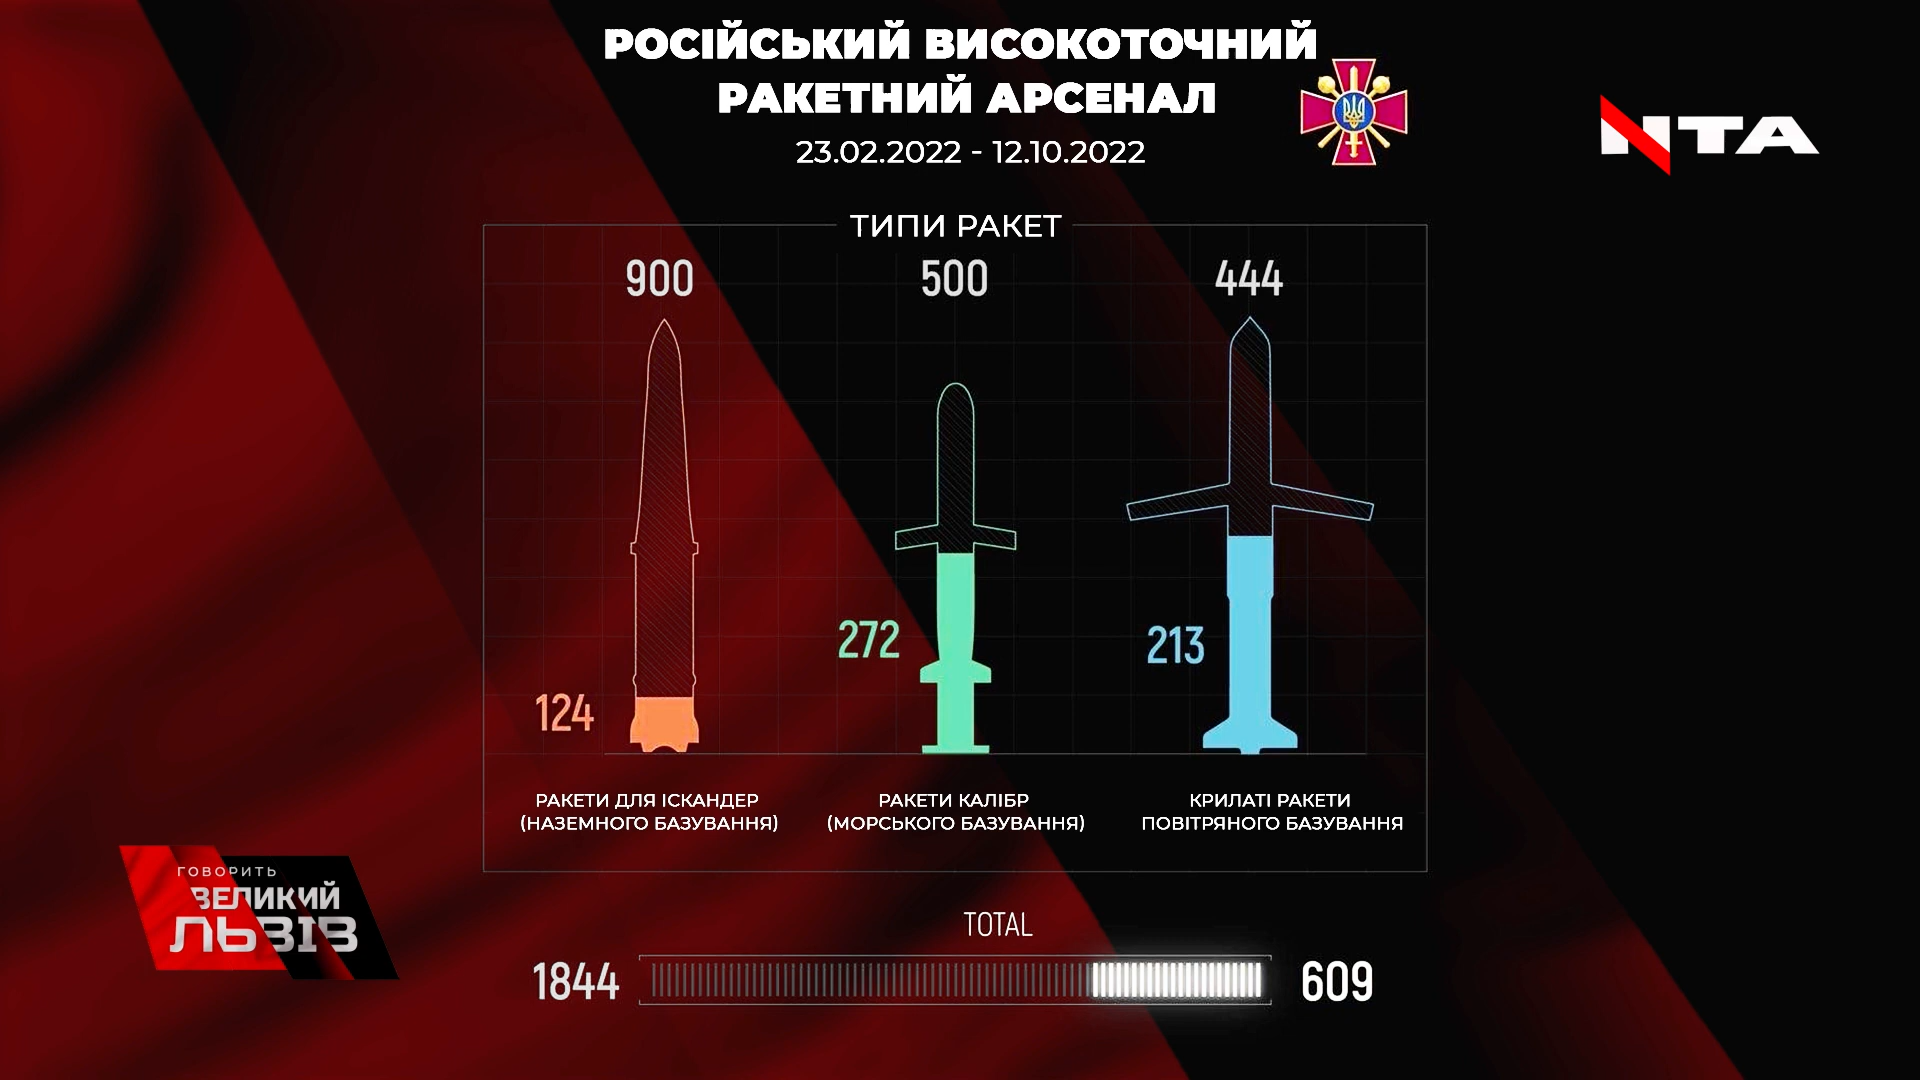 РОСІЙСЬКИЙ ВИСОКОТОЧНИЙ
РАКЕТНИЙ АРСЕНАЛ
23.02.2022 - 12.10.2022
NTA
ТИПИ РАКЕТ
900
500
444
124
272
213
РАКЕТИ ДЛЯ ІСКАНДЕР
(НАЗЕМНОГО БАЗУВАННЯ)
РАКЕТИ КАЛІБР
(МОРСЬКОГО БАЗУВАННЯ)
КРИЛАТІ РАКЕТИ
ПОВІТРЯНОГО БАЗУВАННЯ
ГОВОРИТЬ
ВЕЛИКИЙ
ЛЬВІВ
TOTAL
1844
609